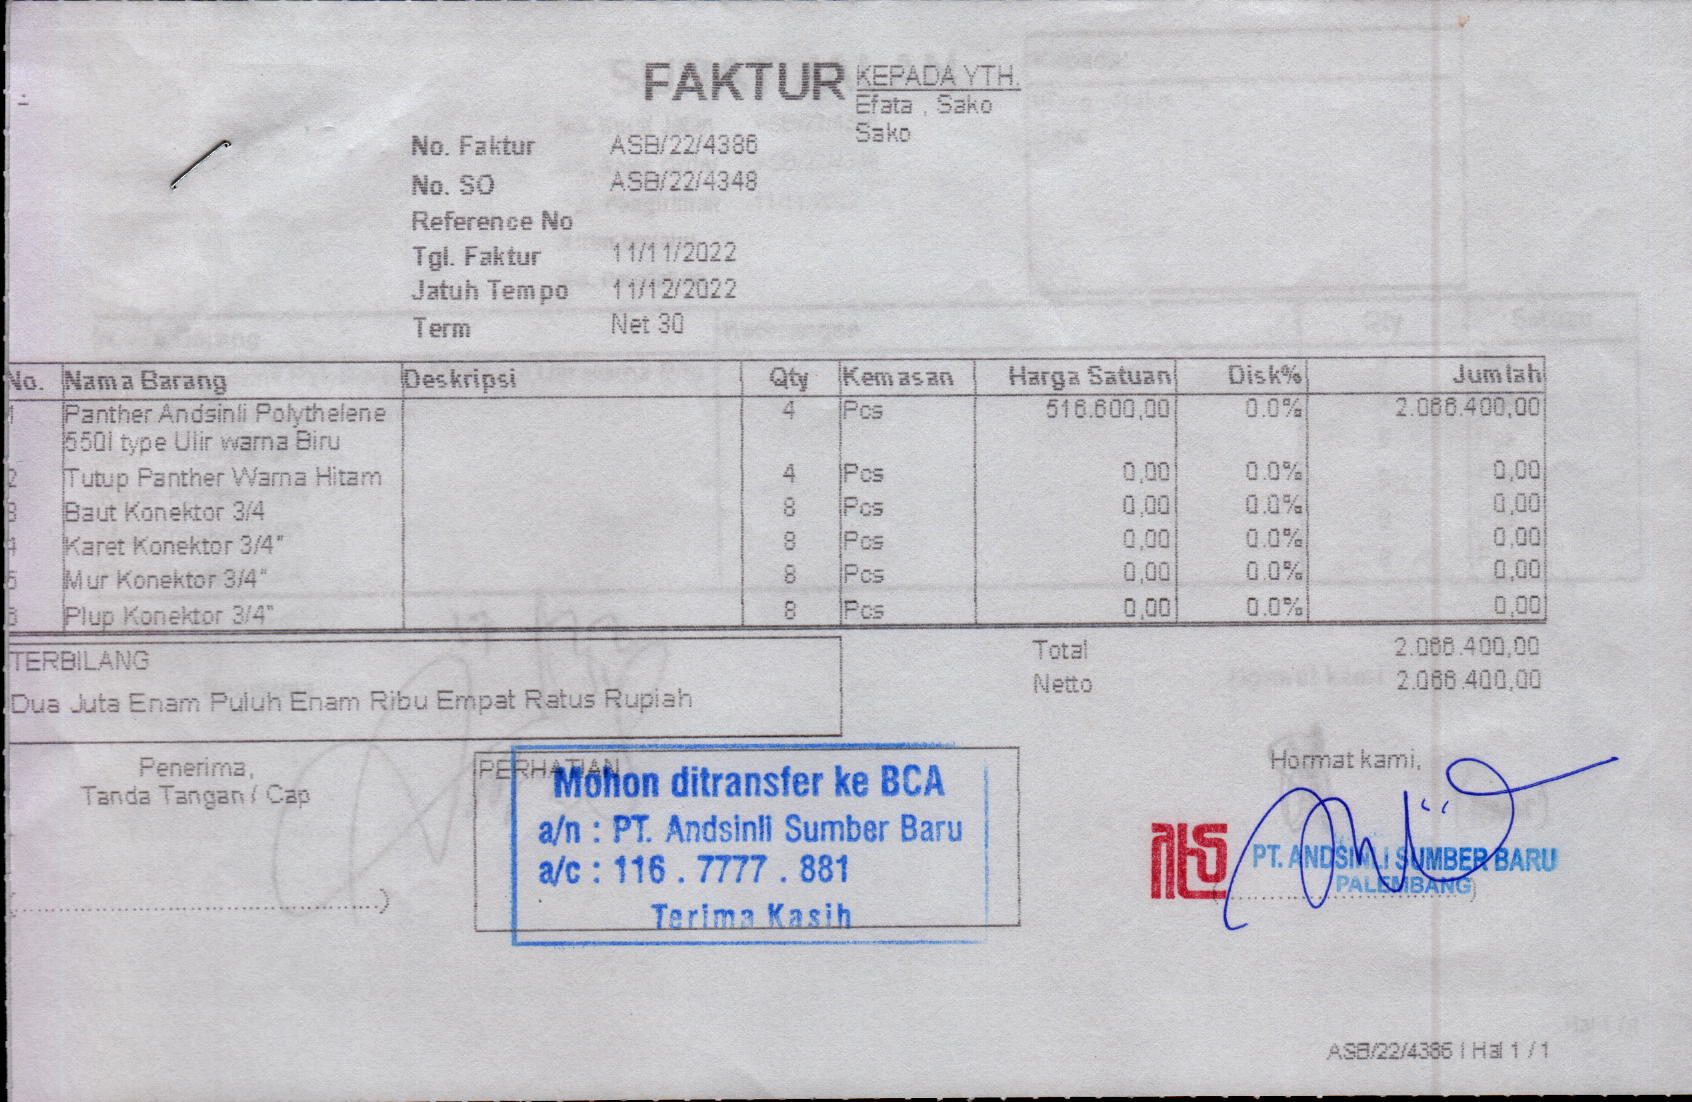 FAKTUR
KEPADA YTH.
Efata , Sako
Sako
No. Faktur ASB/22/4386
No. SO ASB/22/4348
Reference No
Tgl. Faktur 11/11/2022
Jatuh Tempo 11/12/2022
Term Net 30
No. Nama Barang Deskripsi Qty Kemasan Harga Satuan Disk% Jumlah
1 Panther Andsinli Polythelene 4 Pcs 516.600,00 0.0% 2.066.400,00
550l type Ulir warna Biru
2 Tutup Panther Warna Hitam 4 Pcs 0,00 0.0% 0,00
3 Baut Konektor 3/4 8 Pcs 0,00 0.0% 0,00
4 Karet Konektor 3/4" 8 Pcs 0,00 0.0% 0,00
5 Mur Konektor 3/4" 8 Pcs 0,00 0.0% 0,00
6 Plup Konektor 3/4" 8 Pcs 0,00 0.0% 0,00
TERBILANG
Dua Juta Enam Puluh Enam Ribu Empat Ratus Rupiah
Total 2.066.400,00
Netto 2.066.400,00
Penerima,
Tanda Tangan / Cap
PERHATIAN
Mohon ditransfer ke BCA
a/n : PT. Andsinli Sumber Baru
a/c : 116 . 7777 . 881
Terima Kasih
Hormat kami,
PT. ANDSINLI SUMBER BARU
PALEMBANG
ASB/22/4386 | Hal 1 / 1